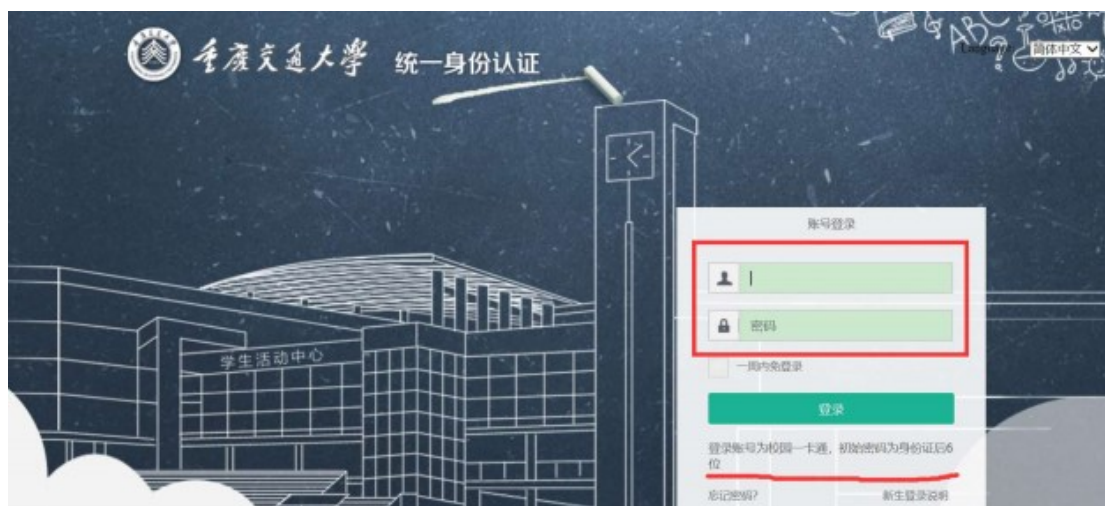 重庆交通大学 统一身份认证
Language: 简体中文
账号登录
密码
一周内免登录
登录
登录账号为校园一卡通，初始密码为身份证后6
位
忘记密码? 新生登录说明
学生活动中心